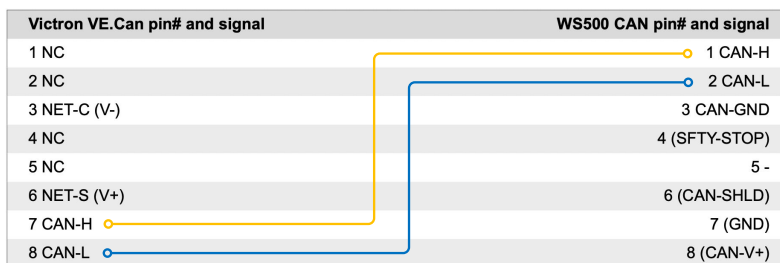 Victron VE.Can pin# and signal WS500 CAN pin# and signal
1 NC 1 CAN-H
2 NC 2 CAN-L
3 NET-C (V-) 3 CAN-GND
4 NC 4 (SFTY-STOP)
5 NC 5 -
6 NET-S (V+) 6 (CAN-SHLD)
7 CAN-H 7 (GND)
8 CAN-L 8 (CAN-V+)